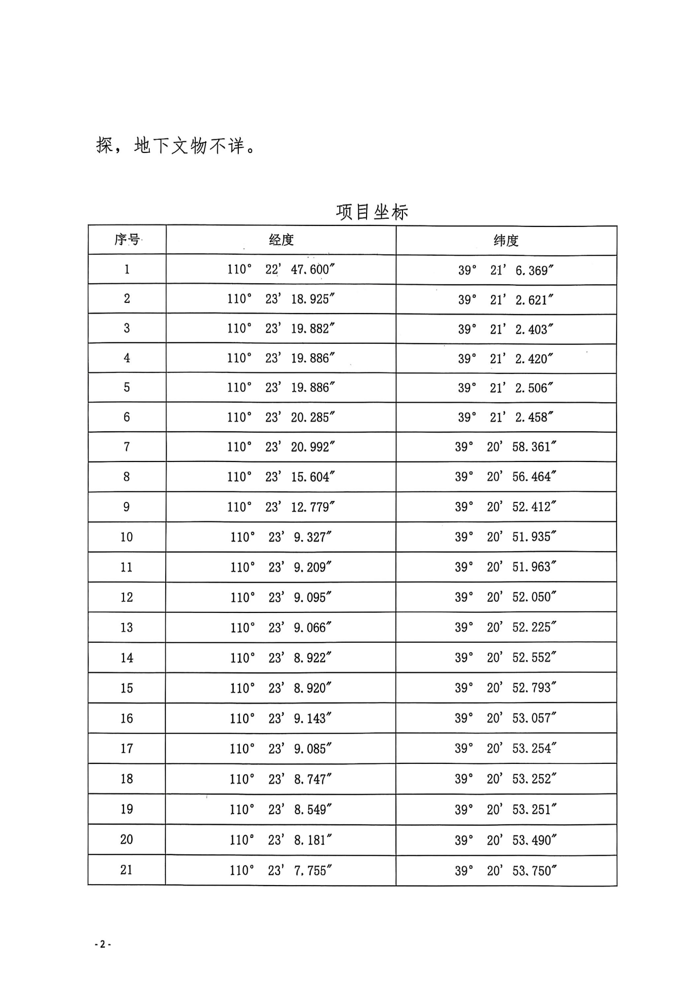 探，地下文物不详。
项目坐标
序号 经度 纬度
1 110° 22′ 47.600″ 39° 21′ 6.369″
2 110° 23′ 18.925″ 39° 21′ 2.621″
3 110° 23′ 19.882″ 39° 21′ 2.403″
4 110° 23′ 19.886″ 39° 21′ 2.420″
5 110° 23′ 19.886″ 39° 21′ 2.506″
6 110° 23′ 20.285″ 39° 21′ 2.458″
7 110° 23′ 20.992″ 39° 20′ 58.361″
8 110° 23′ 15.604″ 39° 20′ 56.464″
9 110° 23′ 12.779″ 39° 20′ 52.412″
10 110° 23′ 9.327″ 39° 20′ 51.935″
11 110° 23′ 9.209″ 39° 20′ 51.963″
12 110° 23′ 9.095″ 39° 20′ 52.050″
13 110° 23′ 9.066″ 39° 20′ 52.225″
14 110° 23′ 8.922″ 39° 20′ 52.552″
15 110° 23′ 8.920″ 39° 20′ 52.793″
16 110° 23′ 9.143″ 39° 20′ 53.057″
17 110° 23′ 9.085″ 39° 20′ 53.254″
18 110° 23′ 8.747″ 39° 20′ 53.252″
19 110° 23′ 8.549″ 39° 20′ 53.251″
20 110° 23′ 8.181″ 39° 20′ 53.490″
21 110° 23′ 7.755″ 39° 20′ 53.750″
- 2 -